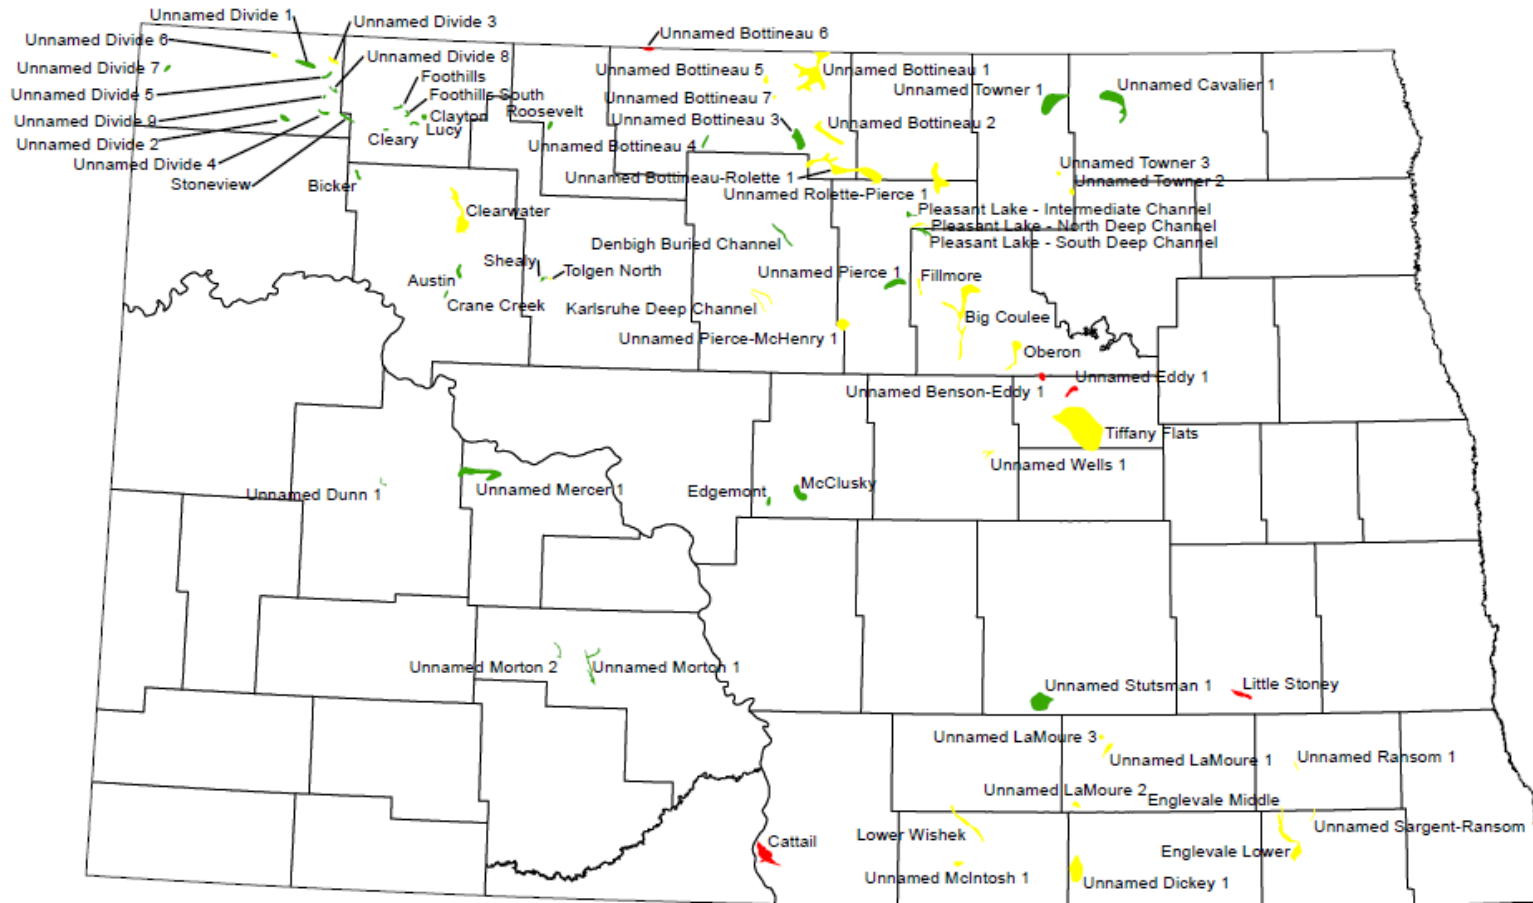 Unnamed Divide 1
Unnamed Divide 3
Unnamed Bottineau 6
Unnamed Divide 6
Unnamed Divide 8
Unnamed Divide 7
Foothills
Unnamed Bottineau 5
Unnamed Bottineau 1
Unnamed Cavalier 1
Unnamed Towner 1
Unnamed Divide 5
Foothills South
Unnamed Bottineau 7
Roosevelt
Clayton
Unnamed Divide 9
Unnamed Bottineau 3
Unnamed Bottineau 2
Lucy
Cleary
Unnamed Divide 2
Unnamed Bottineau 4
Unnamed Divide 4
Unnamed Towner 3
Stoneview
Bicker
Unnamed Bottineau-Rolette 1
Unnamed Towner 2
Unnamed Rolette-Pierce 1
Clearwater
Pleasant Lake - Intermediate Channel
Pleasant Lake - North Deep Channel
Pleasant Lake - South Deep Channel
Denbigh Buried Channel
Shealy
Tolgen North
Unnamed Pierce 1
Fillmore
Austin
Crane Creek
Karlsruhe Deep Channel
Big Coulee
Unnamed Pierce-McHenry 1
Oberon
Unnamed Eddy 1
Unnamed Benson-Eddy 1
Tiffany Flats
Unnamed Wells 1
Unnamed Dunn 1
Unnamed Mercer 1
Edgemont
McClusky
Unnamed Morton 2
Unnamed Morton 1
Unnamed Stutsman 1
Little Stoney
Unnamed LaMoure 3
Unnamed LaMoure 1
Unnamed Ransom 1
Unnamed LaMoure 2
Englevale Middle
Lower Wishek
Unnamed Sargent-Ransom
Cattail
Englevale Lower
Unnamed McIntosh 1
Unnamed Dickey 1